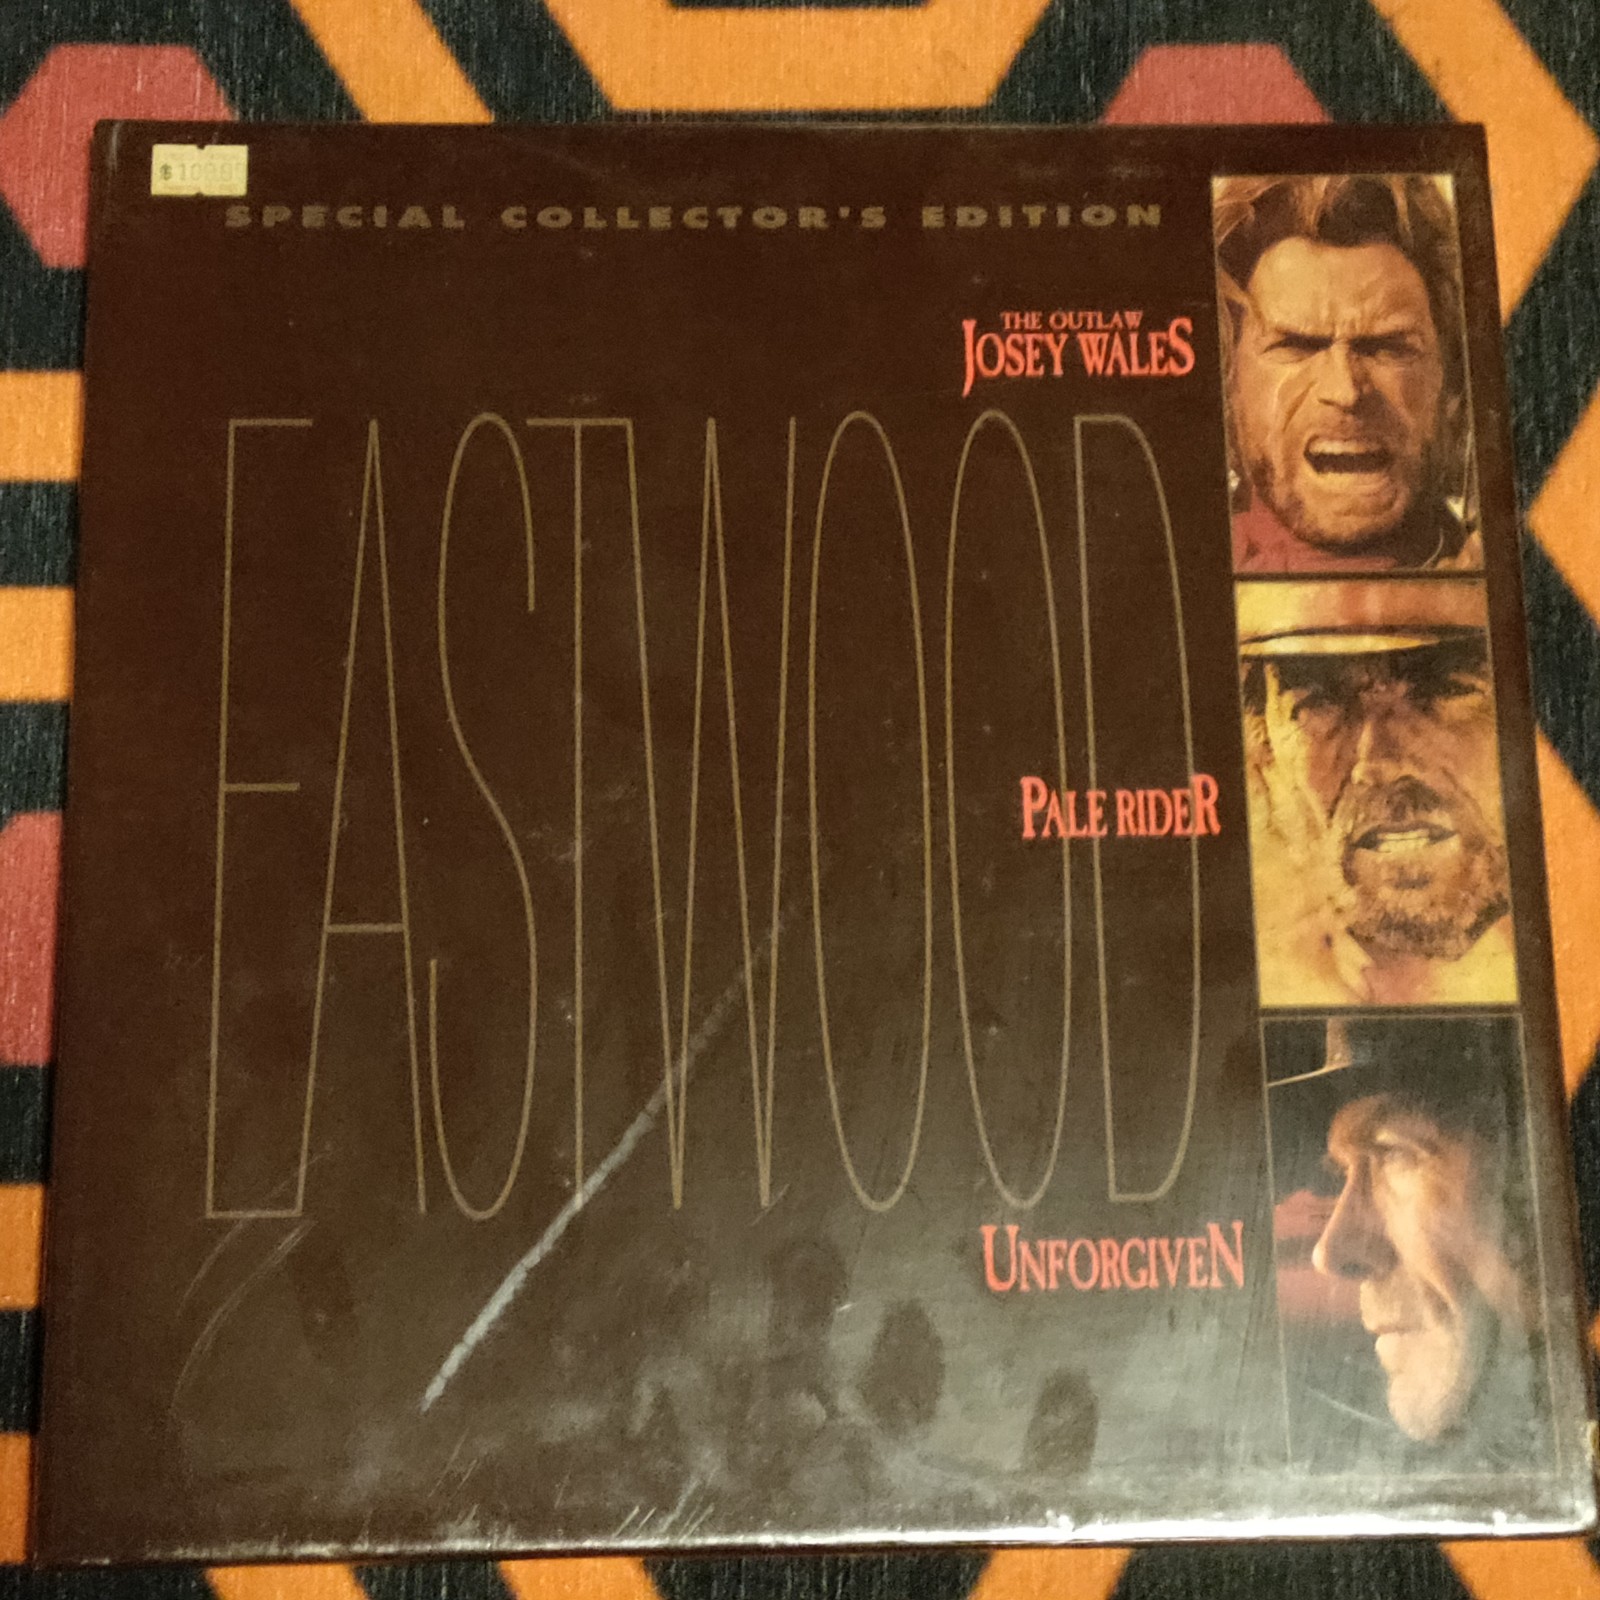 SPECIAL COLLECTOR'S EDITION
THE OUTLAW
JOSEY WALES
EASTWOOD
PALE RIDER
UNFORGIVEN